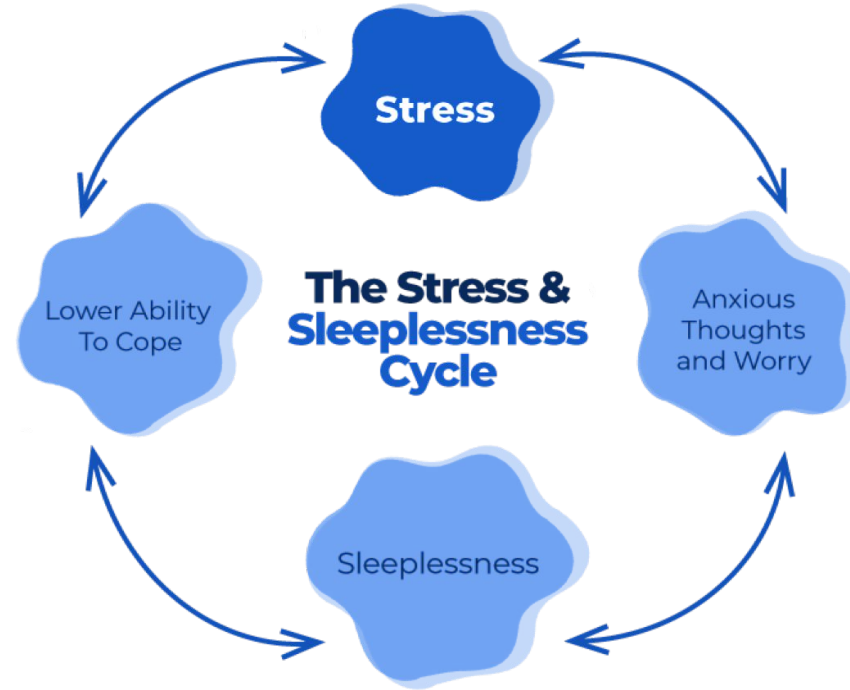 Stress
Lower Ability
To Cope
The Stress &
Sleeplessness
Cycle
Anxious
Thoughts
and Worry
Sleeplessness